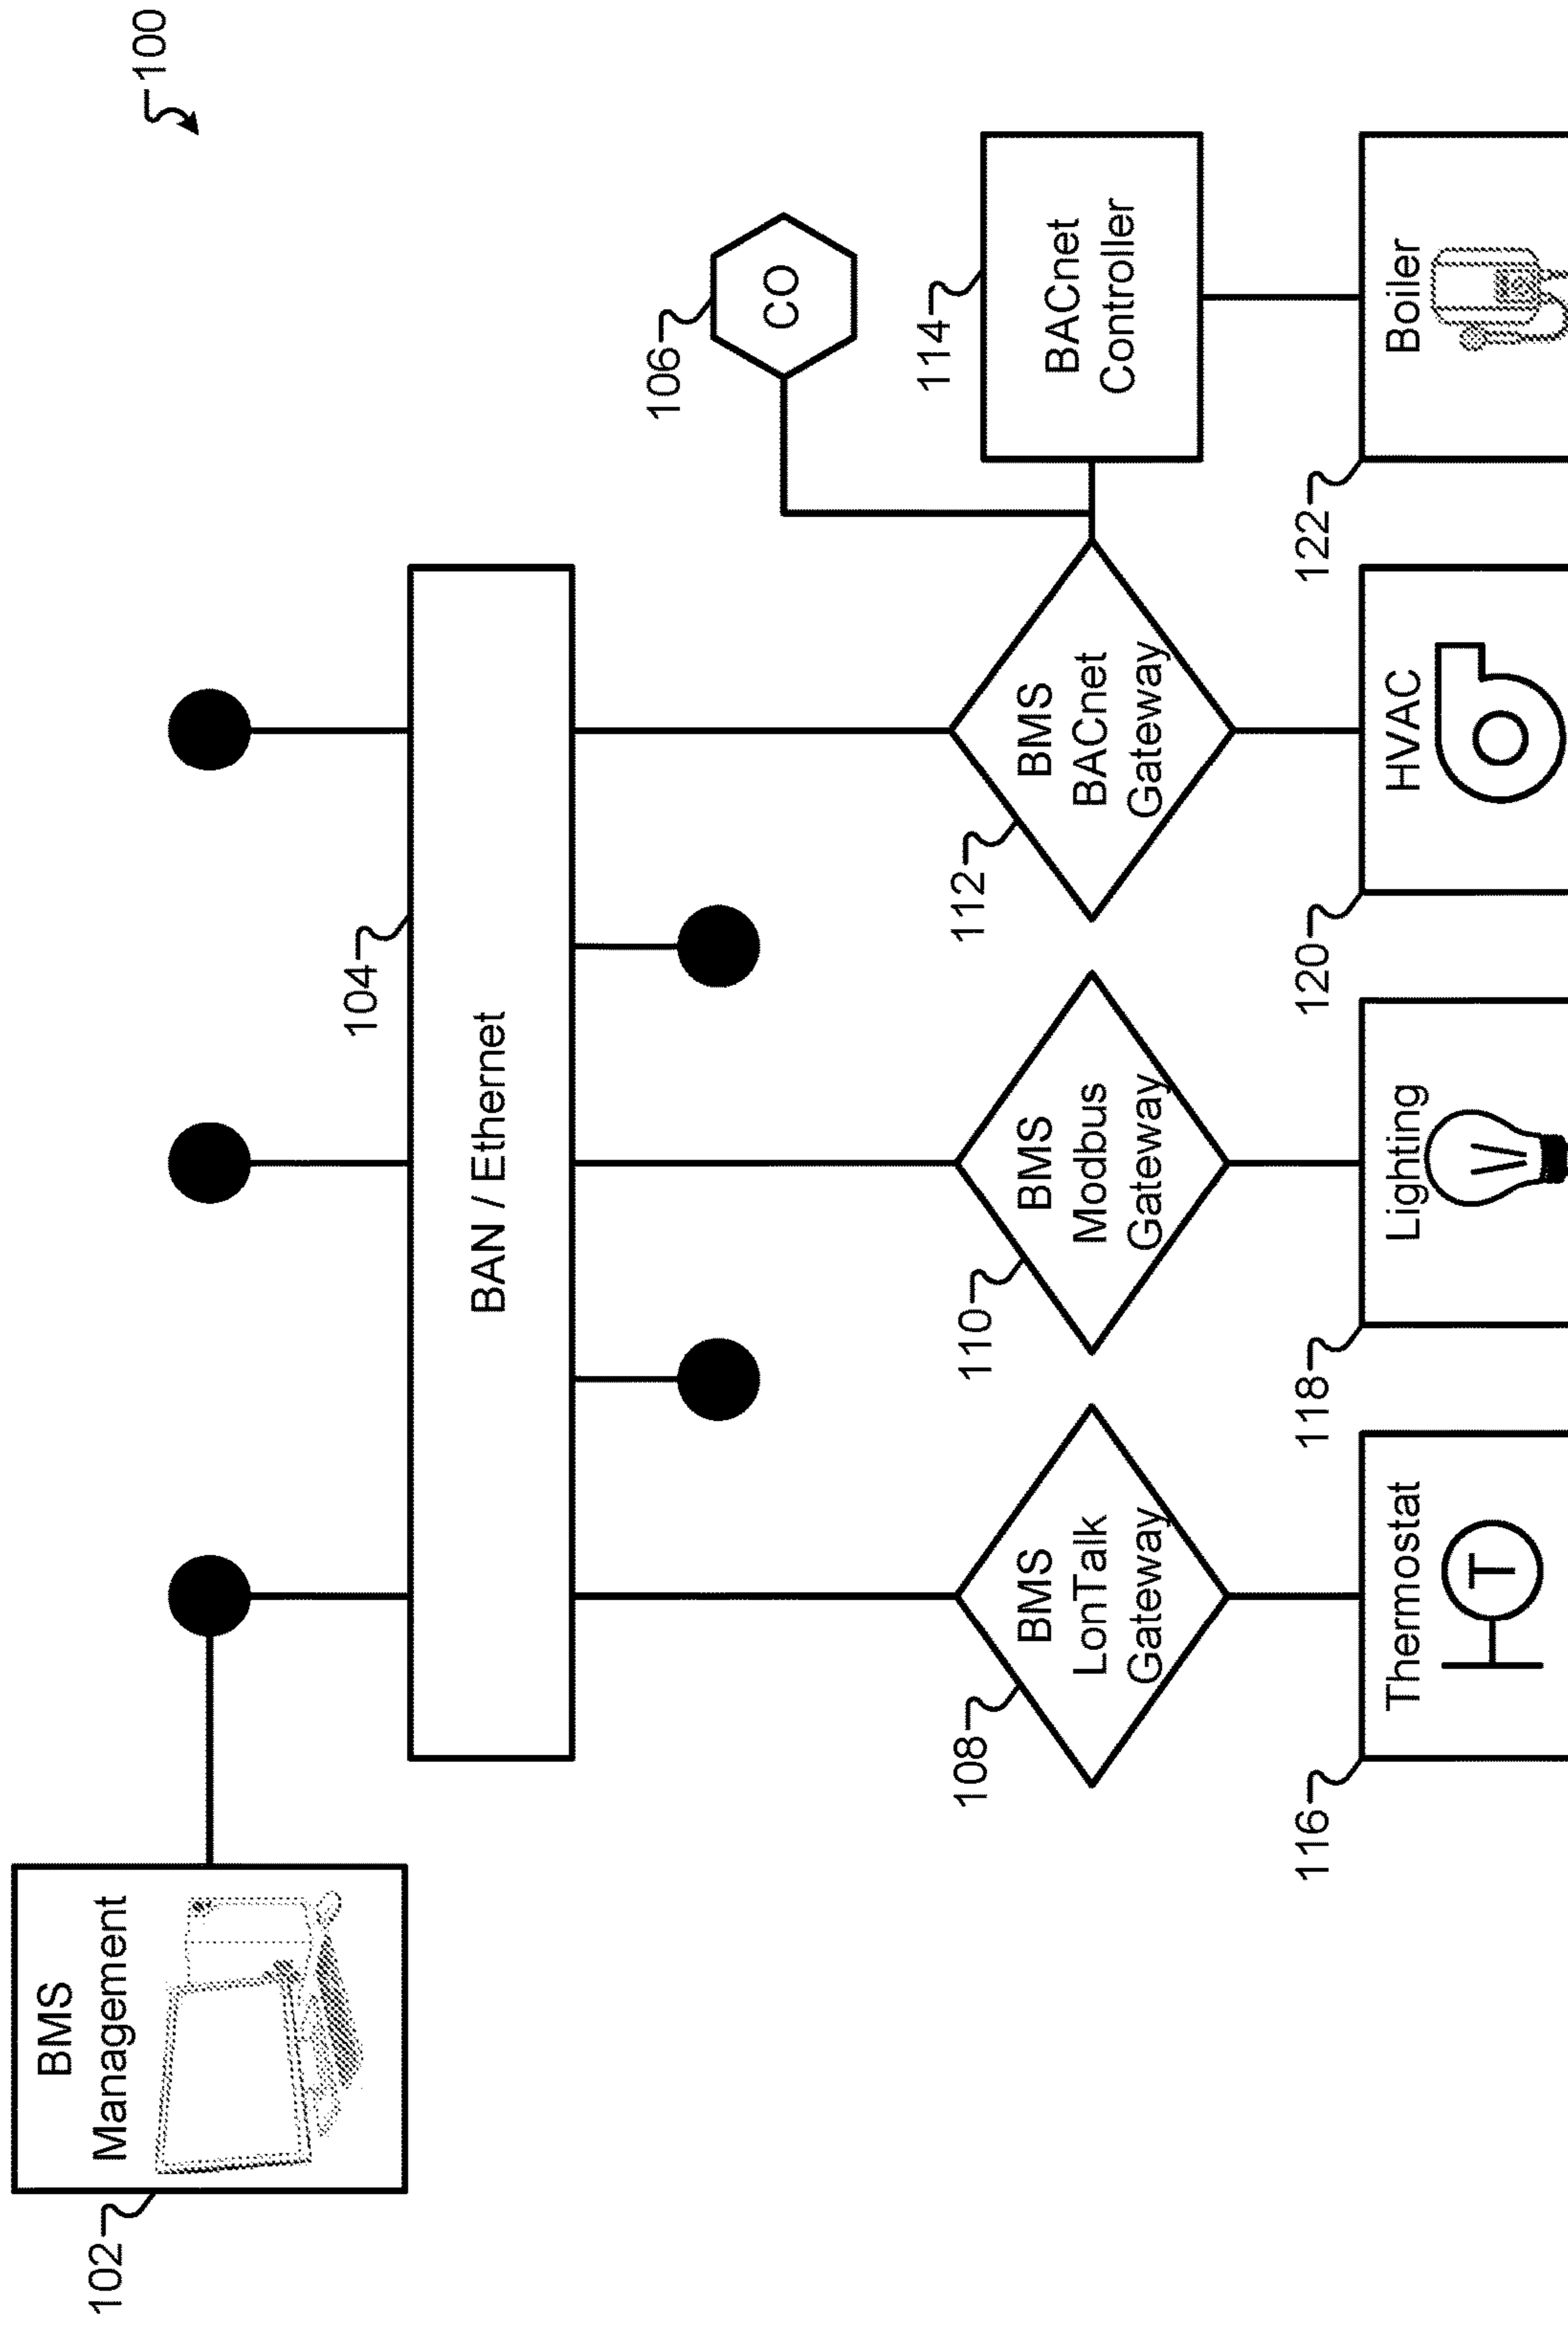 100
BMS
Management
102
104
BAN / Ethernet
106
CO
108
BMS
LonTalk
Gateway
110
BMS
Modbus
Gateway
112
BMS
BACnet
Gateway
114
BACnet
Controller
116
Thermostat
T
118
Lighting
120
HVAC
122
Boiler